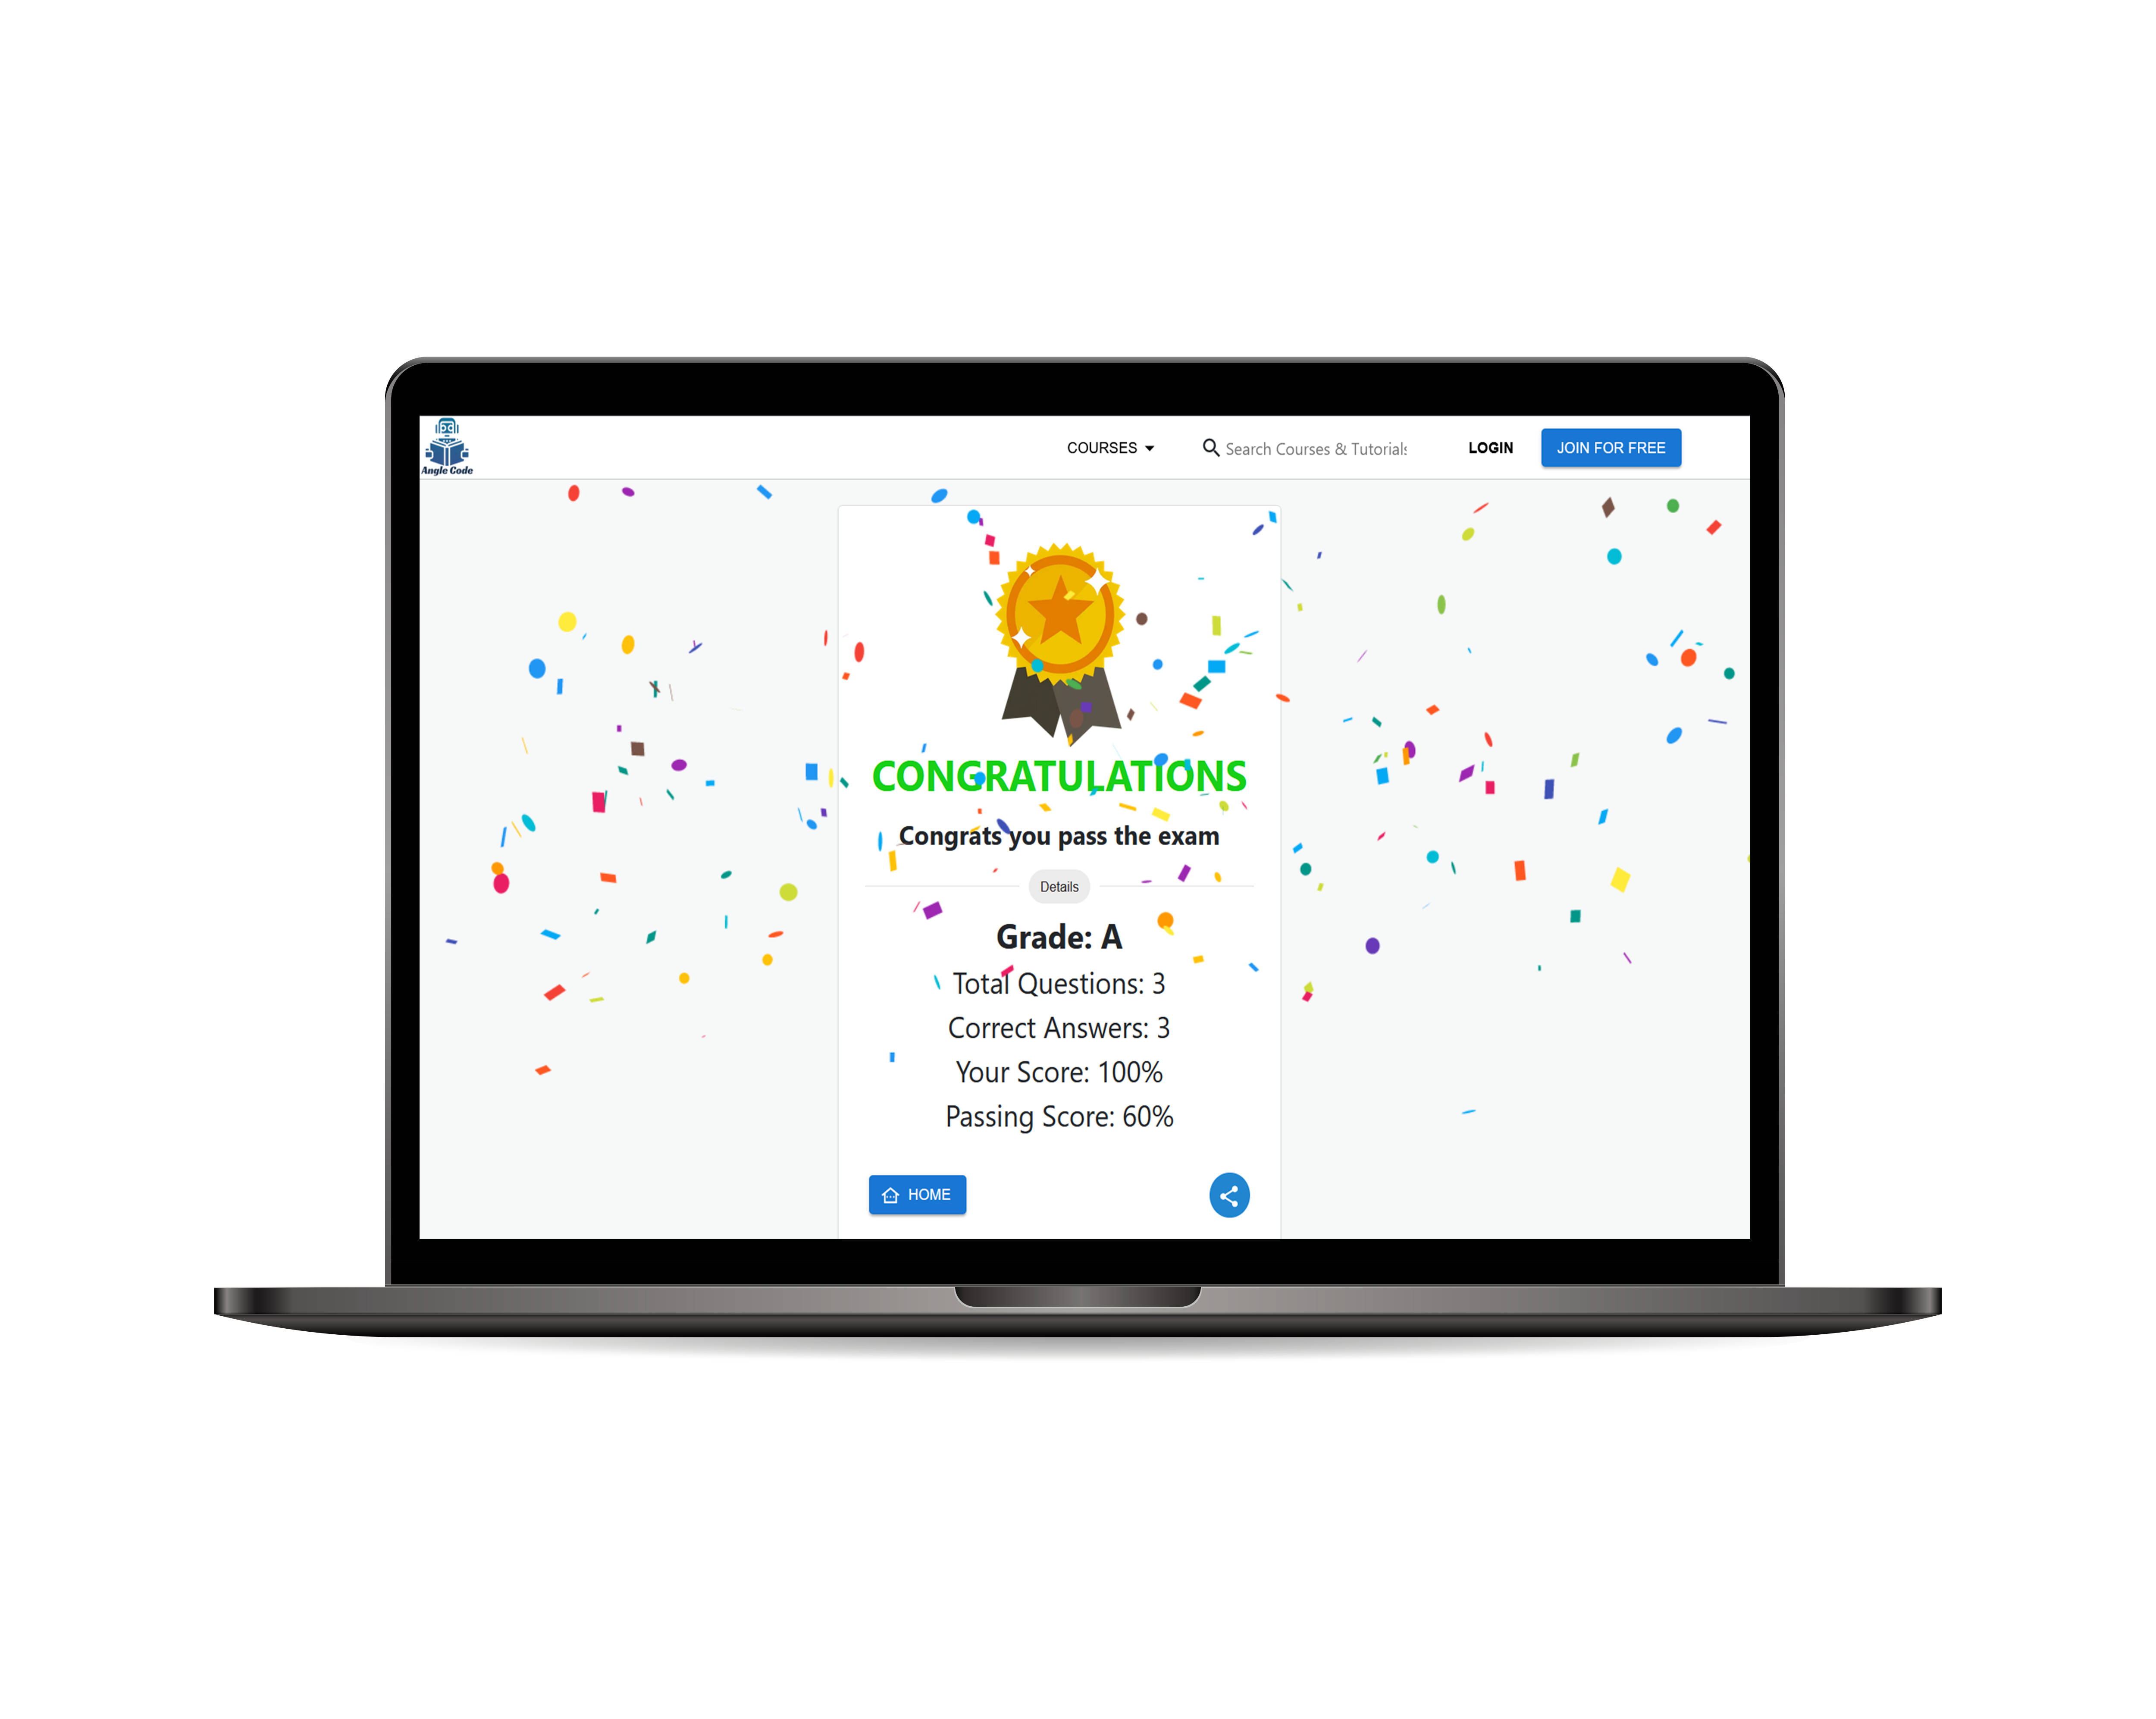 Angle Code
COURSES
Search Courses & Tutorials
LOGIN
JOIN FOR FREE
CONGRATULATIONS
Congrats you pass the exam
Details
Grade: A
Total Questions: 3
Correct Answers: 3
Your Score: 100%
Passing Score: 60%
HOME